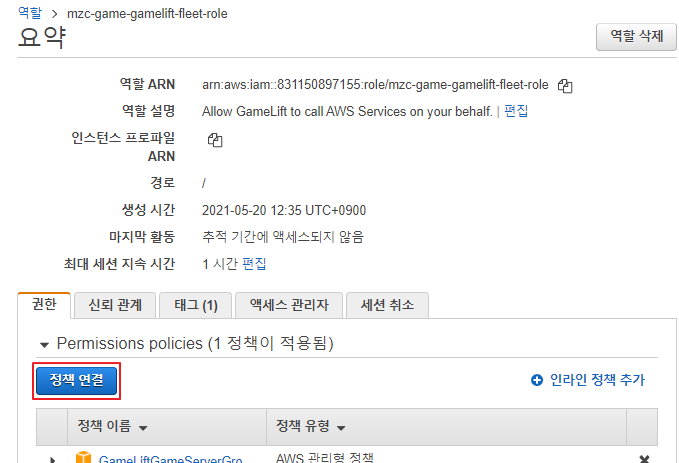 역할 > mzc-game-gamelift-fleet-role
요약
역할 삭제
역할 ARN arn:aws:iam::831150897155:role/mzc-game-gamelift-fleet-role
역할 설명 Allow GameLift to call AWS Services on your behalf. | 편집
인스턴스 프로파일
ARN
경로 /
생성 시간 2021-05-20 12:35 UTC+0900
마지막 활동 추적 기간에 액세스되지 않음
최대 세션 지속 시간 1 시간 편집
권한 신뢰 관계 태그 (1) 액세스 관리자 세션 취소
Permissions policies (1 정책이 적용됨)
정책 연결 인라인 정책 추가
정책 이름 정책 유형
GameLiftGameServerGro... AWS 관리형 정책